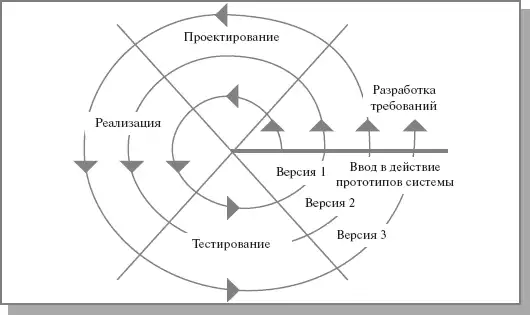 Проектирование
Разработка
требований
Реализация
Версия 1
Ввод в действие
прототипов системы
Версия 2
Версия 3
Тестирование